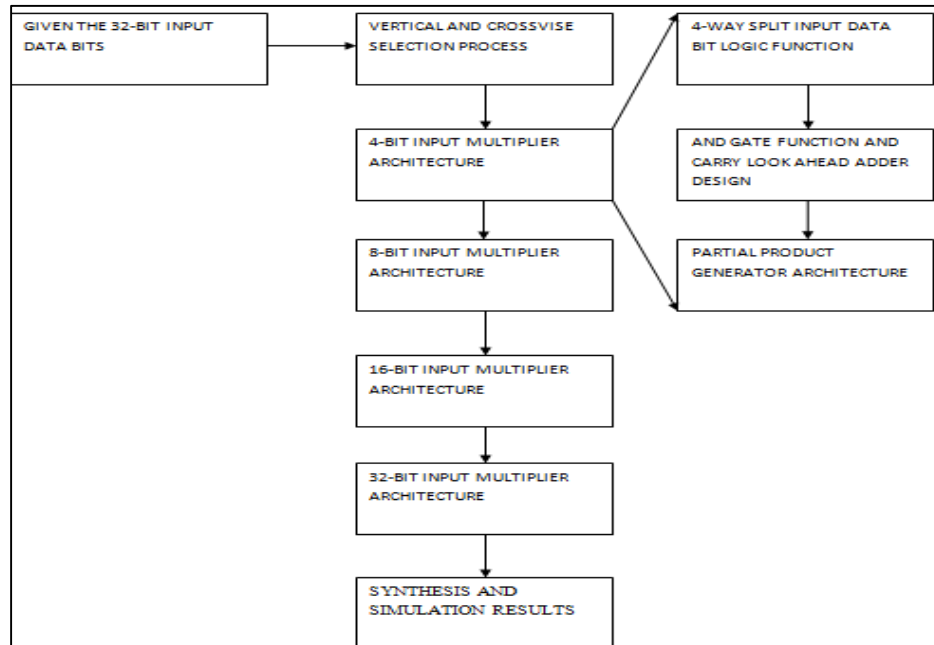 GIVEN THE 32-BIT INPUT
DATA BITS
VERTICAL AND CROSSVISE
SELECTION PROCESS
4-WAY SPLIT INPUT DATA
BIT LOGIC FUNCTION
4-BIT INPUT MULTIPLIER
ARCHITECTURE
AND GATE FUNCTION AND
CARRY LOOK AHEAD ADDER
DESIGN
8-BIT INPUT MULTIPLIER
ARCHITECTURE
PARTIAL PRODUCT
GENERATOR ARCHITECTURE
16-BIT INPUT MULTIPLIER
ARCHITECTURE
32-BIT INPUT MULTIPLIER
ARCHITECTURE
SYNTHESIS AND
SIMULATION RESULTS